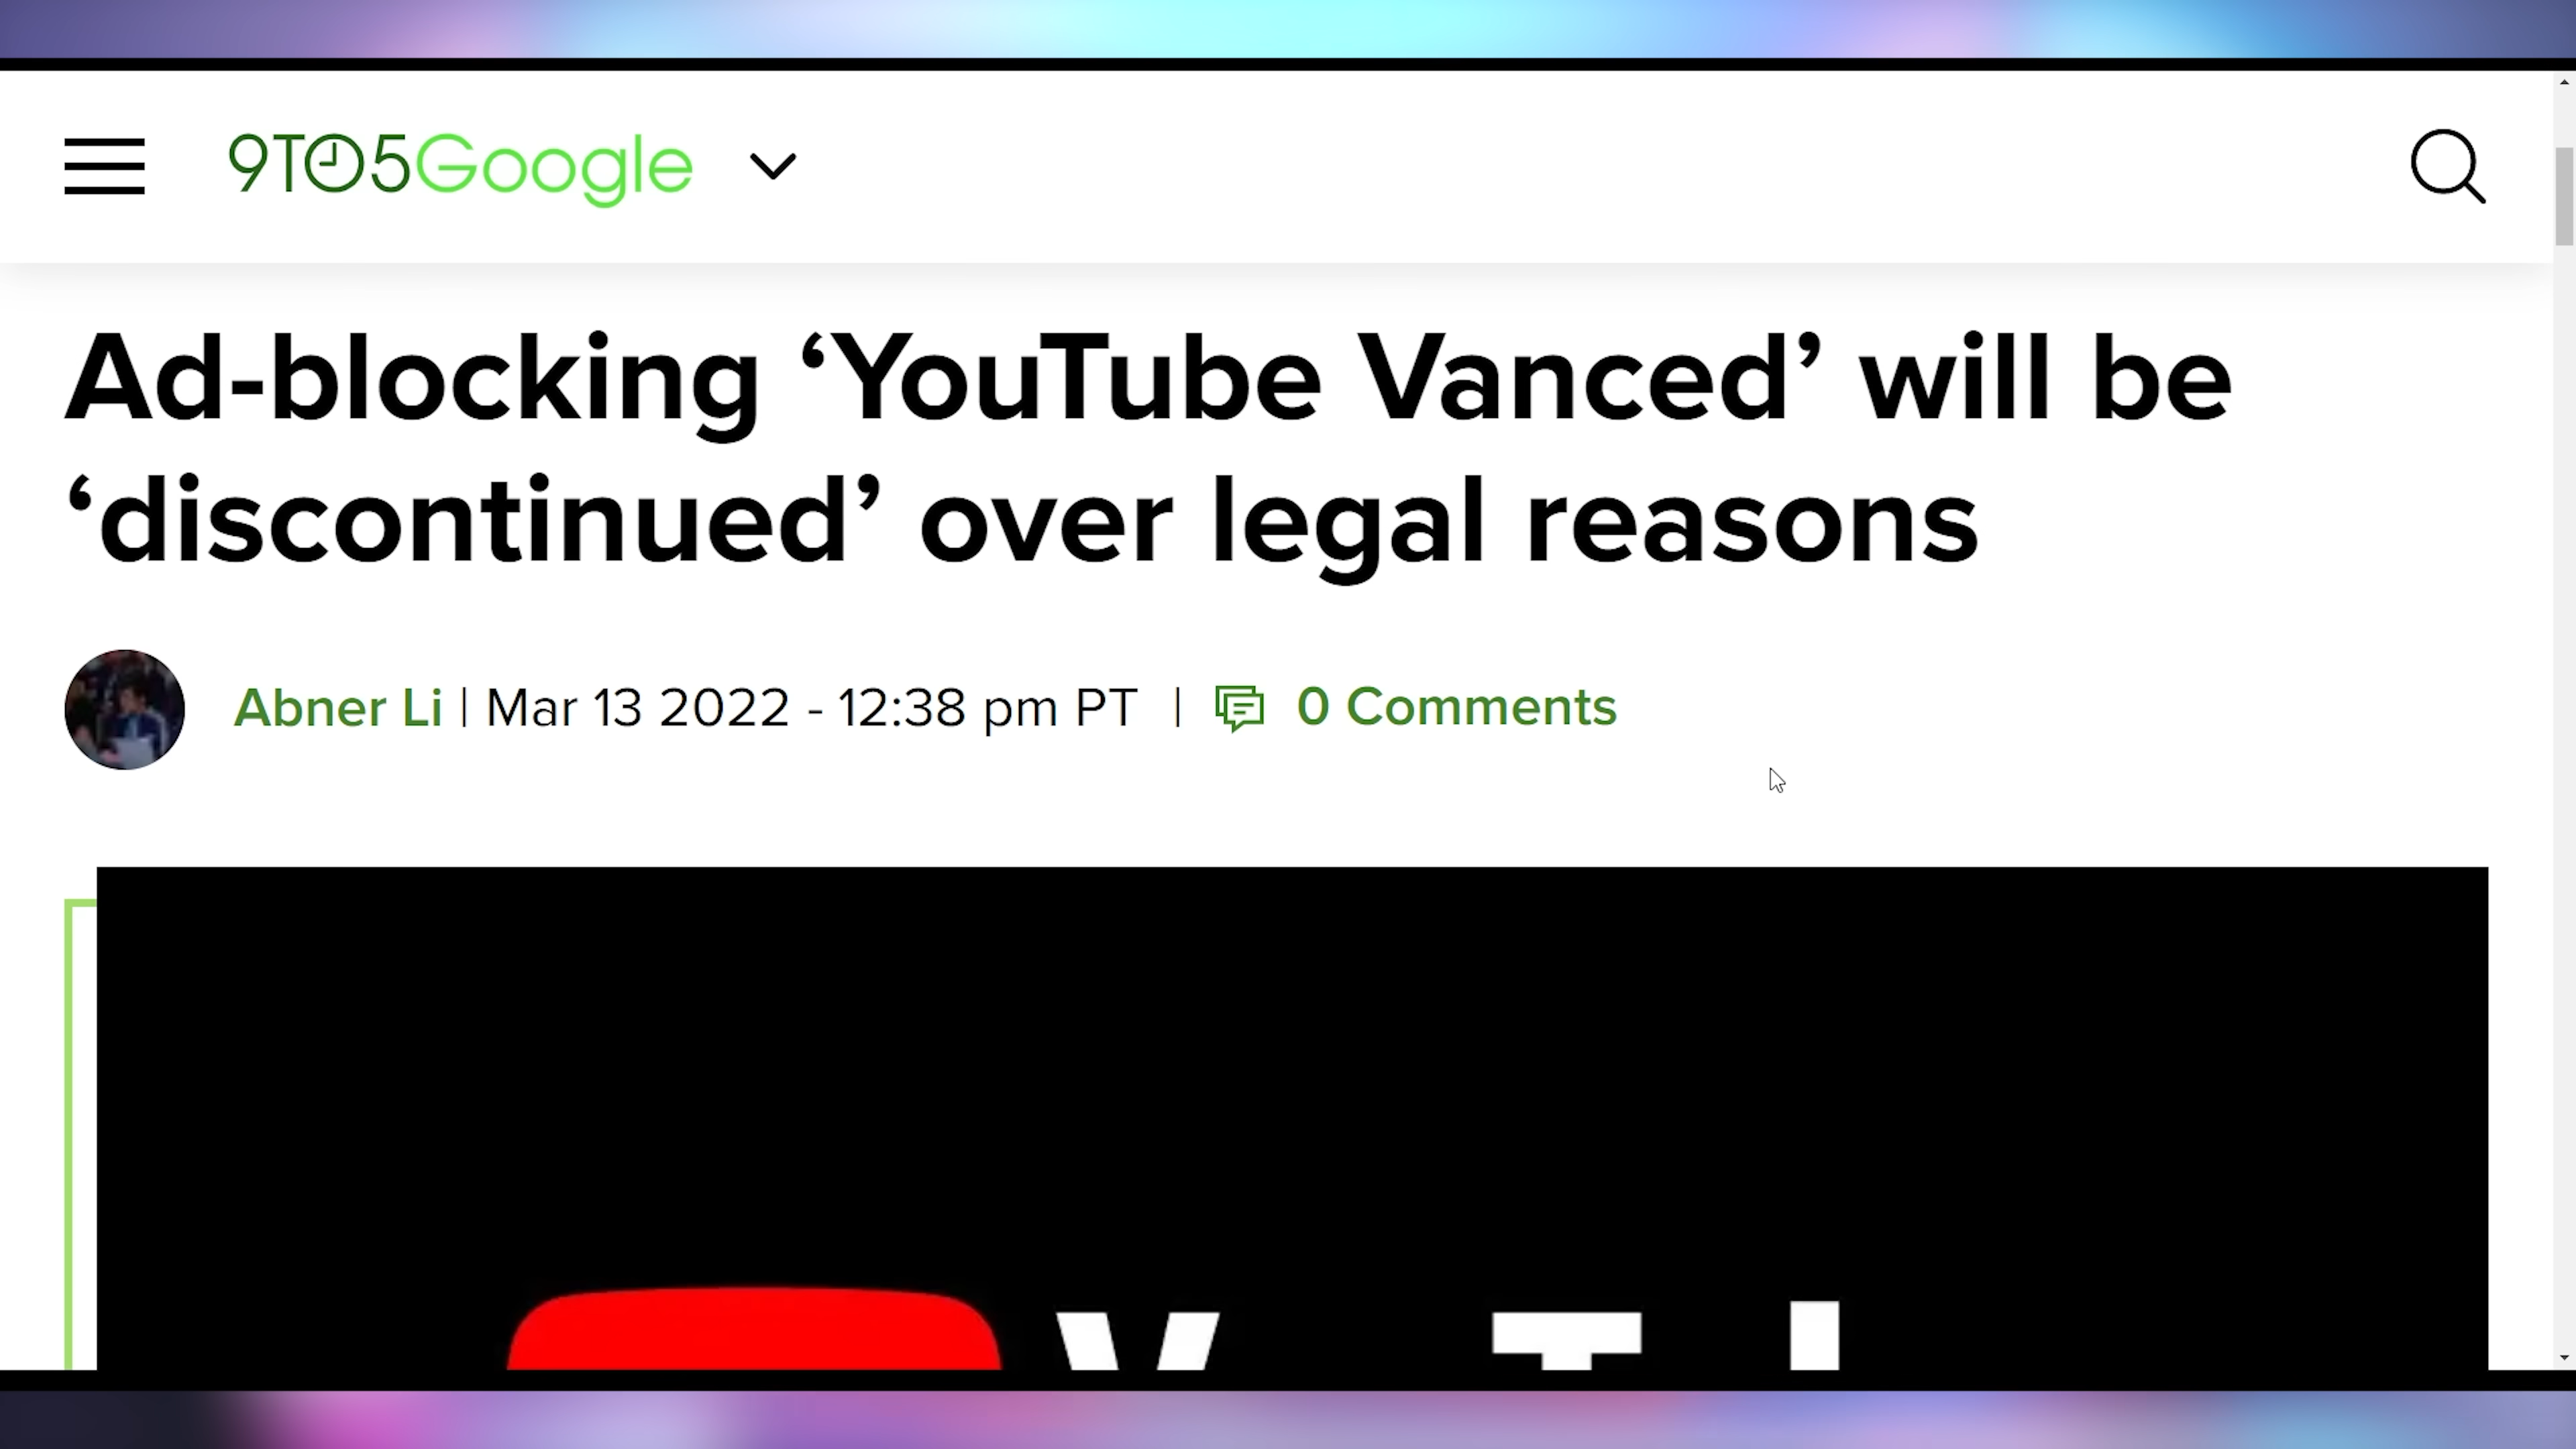 9TO5Google
Ad-blocking ‘YouTube Vanced’ will be
‘discontinued’ over legal reasons
Abner Li | Mar 13 2022 - 12:38 pm PT | 0 Comments